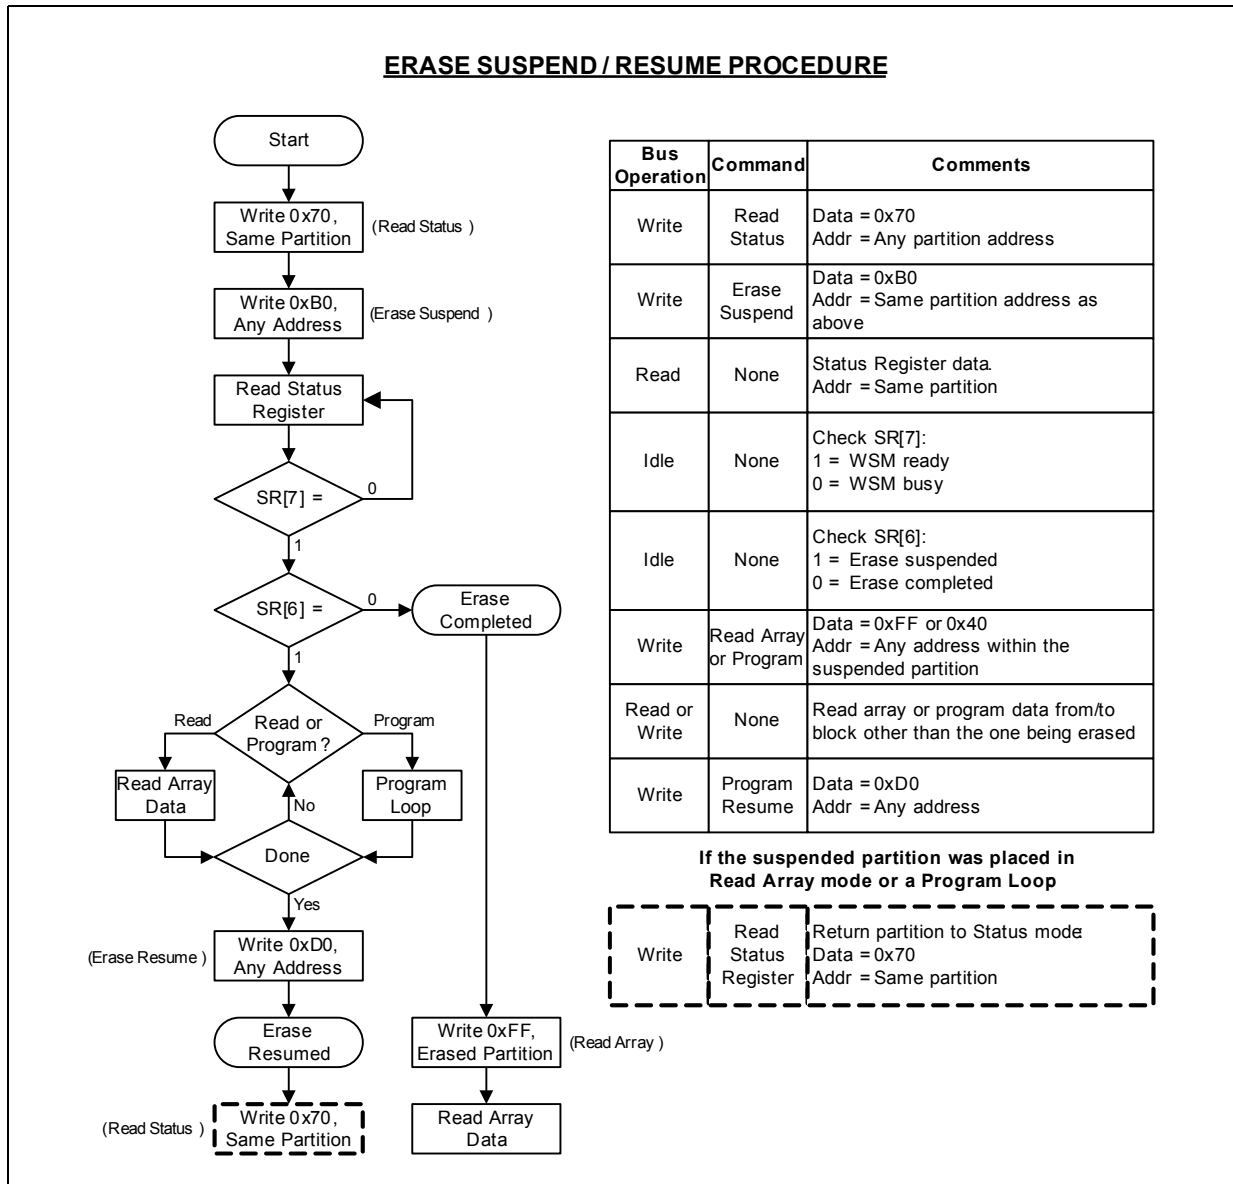 ERASE SUSPEND / RESUME PROCEDURE
Start
Write 0x70,
Same Partition
(Read Status )
Write 0xB0,
Any Address
(Erase Suspend )
Read Status
Register
SR[7] =
0
1
SR[6] =
0
Erase
Completed
1
Read
Read or
Program ?
Program
Read Array
Data
Program
Loop
No
Done
Yes
(Erase Resume )
Write 0xD0,
Any Address
Erase
Resumed
(Read Status )
Write 0x70,
Same Partition
Write 0xFF,
Erased Partition
(Read Array )
Read Array
Data
Bus
Operation
Command
Comments
Write
Read
Status
Data = 0x70
Addr = Any partition address
Write
Erase
Suspend
Data = 0xB0
Addr = Same partition address as
above
Read
None
Status Register data.
Addr = Same partition
Idle
None
Check SR[7]:
1 = WSM ready
0 = WSM busy
Idle
None
Check SR[6]:
1 = Erase suspended
0 = Erase completed
Write
Read Array
or Program
Data = 0xFF or 0x40
Addr = Any address within the
suspended partition
Read or
Write
None
Read array or program data from/to
block other than the one being erased
Write
Program
Resume
Data = 0xD0
Addr = Any address
If the suspended partition was placed in
Read Array mode or a Program Loop
Write
Read
Status
Register
Return partition to Status mode:
Data = 0x70
Addr = Same partition